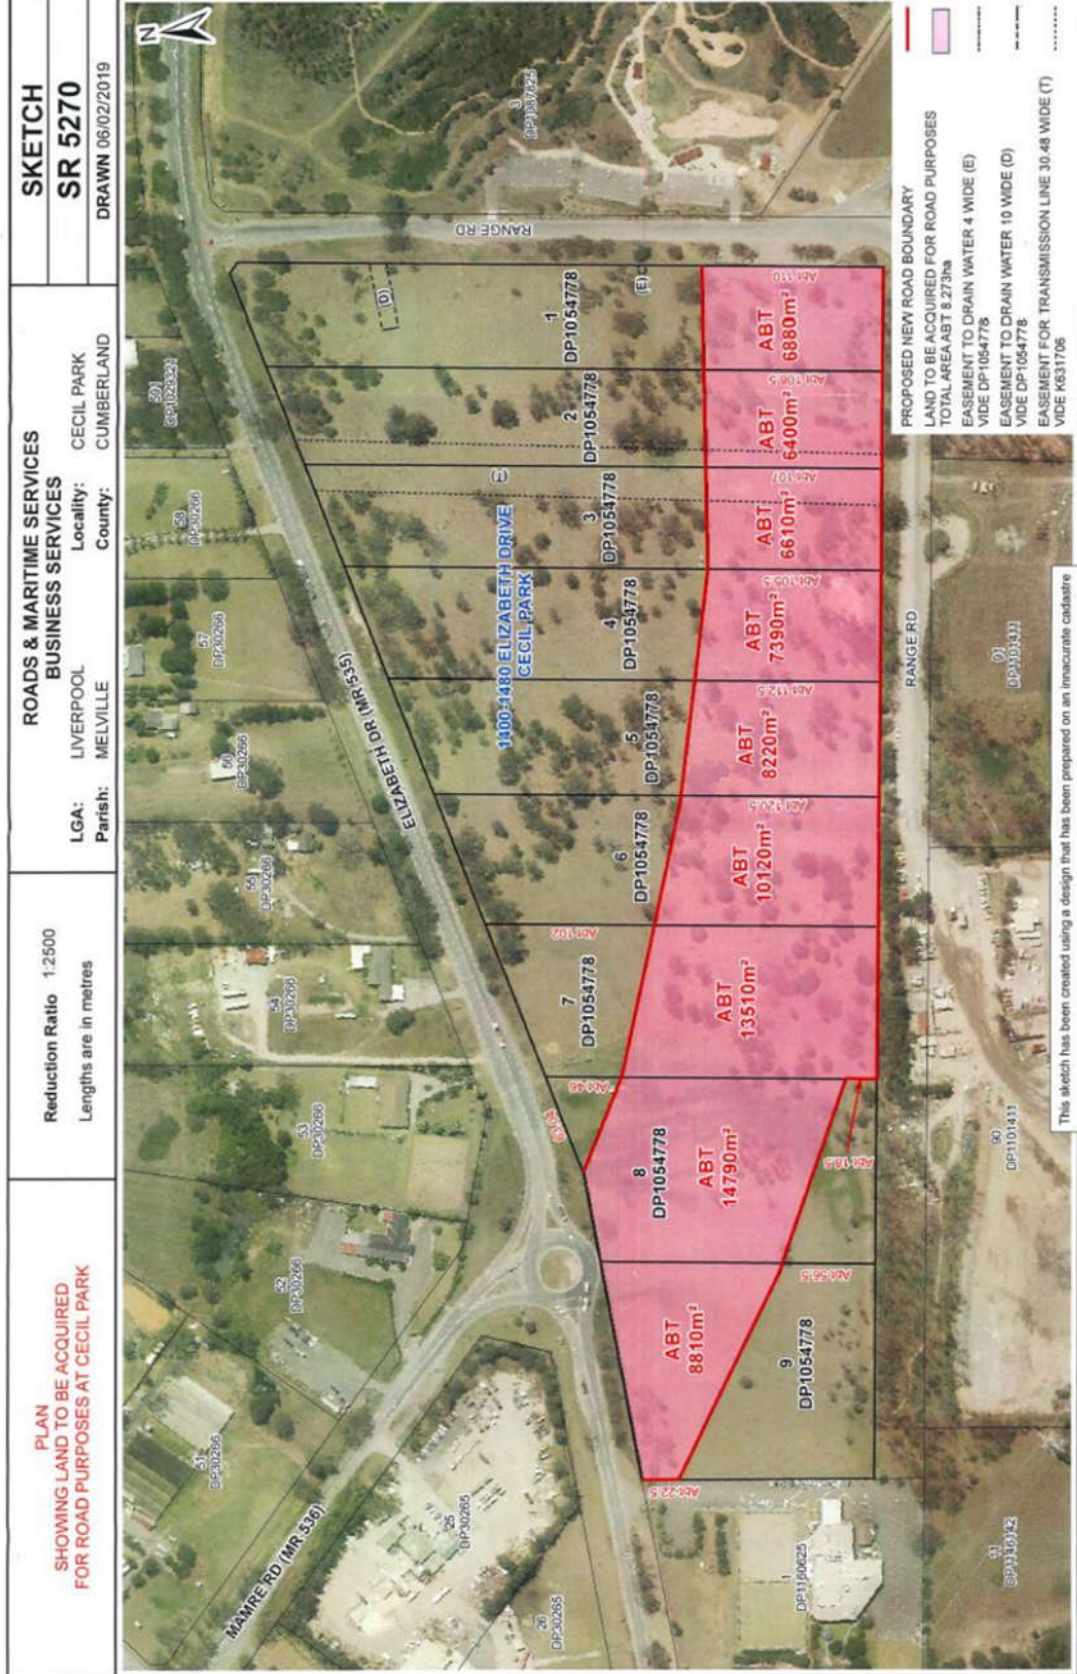 PLAN
SHOWING LAND TO BE ACQUIRED
FOR ROAD PURPOSES AT CECIL PARK
Reduction Ratio 1:2500
Lengths are in metres
ROADS & MARITIME SERVICES
BUSINESS SERVICES
LGA: LIVERPOOL Locality: CECIL PARK
Parish: MELVILLE County: CUMBERLAND
SKETCH
SR 5270
DRAWN 06/02/2019
N
51
DP30266
52
DP30266
53
DP30266
54
DP30266
55
DP30266
56
DP30266
57
DP30266
58
DP30266
591
MAMRE RD (MR 536)
25
DP30265
26
DP30265
ELIZABETH DR (MR 535)
RANGE RD
3
DP1087825
1400-1480 ELIZABETH DRIVE
CECIL PARK
(D)
(T)
(E)
1
DP1054778
2
DP1054778
3
DP1054778
4
DP1054778
5
DP1054778
6
DP1054778
7
DP1054778
8
DP1054778
9
DP1054778
Abt 102
Abt 46
Abt 22.5
Abt 56.5
Abt 18.5
Abt 120.5
Abt 112.5
Abt 105.5
Abt 107
Abt 108.5
Abt 110
ABT
8810m²
ABT
14790m²
ABT
13510m²
ABT
10120m²
ABT
8220m²
ABT
7390m²
ABT
6610m²
ABT
6400m²
ABT
6880m²
1
DP1160625
11
DP1146142
90
DP1101411
91
DP1101411
RANGE RD
PROPOSED NEW ROAD BOUNDARY
LAND TO BE ACQUIRED FOR ROAD PURPOSES
TOTAL AREA ABT 8.273ha
EASEMENT TO DRAIN WATER 4 WIDE (E)
VIDE DP1054778
EASEMENT TO DRAIN WATER 10 WIDE (D)
VIDE DP1054778
EASEMENT FOR TRANSMISSION LINE 30.48 WIDE (T)
VIDE K631706
This sketch has been created using a design that has been prepared on an innacurate cadastre